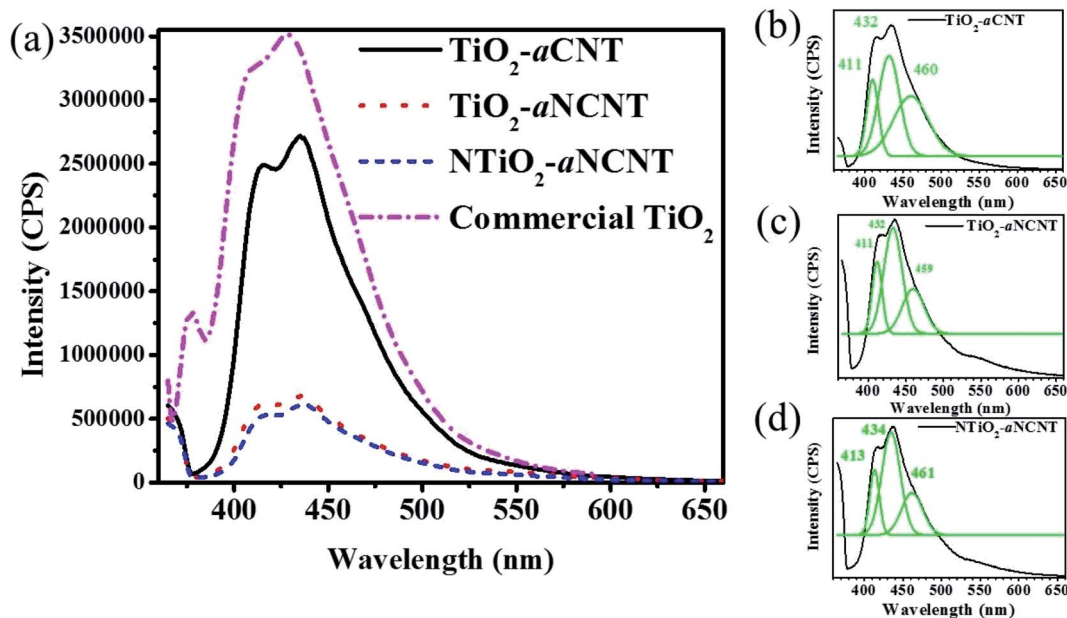 (a)
Intensity (CPS)
3500000
3000000
2500000
2000000
1500000
1000000
500000
0
TiO2-aCNT
TiO2-aNCNT
NTiO2-aNCNT
Commercial TiO2
400 450 500 550 600 650
Wavelength (nm)
(b)
Intensity (CPS)
TiO2-aCNT
432
411
460
400 450 500 550 600 650
Wavelength (nm)
(c)
Intensity (CPS)
TiO2-aNCNT
432
411
459
400 450 500 550 600 650
Wavelength (nm)
(d)
Intensity (CPS)
NTiO2-aNCNT
434
413
461
400 450 500 550 600 650
Wavelength (nm)